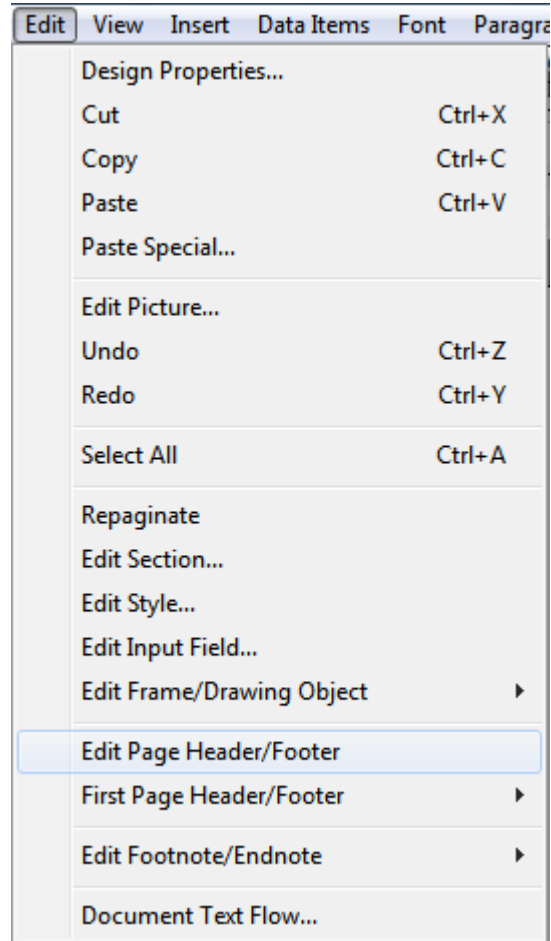 Edit View Insert Data Items Font Paragra
Design Properties...
Cut Ctrl+X
Copy Ctrl+C
Paste Ctrl+V
Paste Special...
Edit Picture...
Undo Ctrl+Z
Redo Ctrl+Y
Select All Ctrl+A
Repaginate
Edit Section...
Edit Style...
Edit Input Field...
Edit Frame/Drawing Object
Edit Page Header/Footer
First Page Header/Footer
Edit Footnote/Endnote
Document Text Flow...